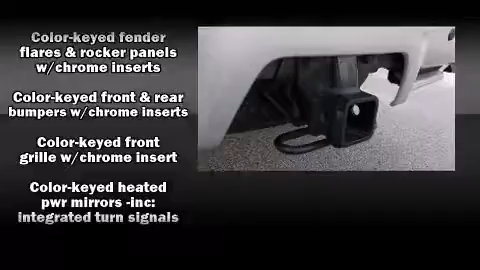 Color-keyed fender
flares & rocker panels
w/chrome inserts
Color-keyed front & rear
bumpers w/chrome inserts
Color-keyed front
grille w/chrome insert
Color-keyed heated
pwr mirrors -inc:
integrated turn signals